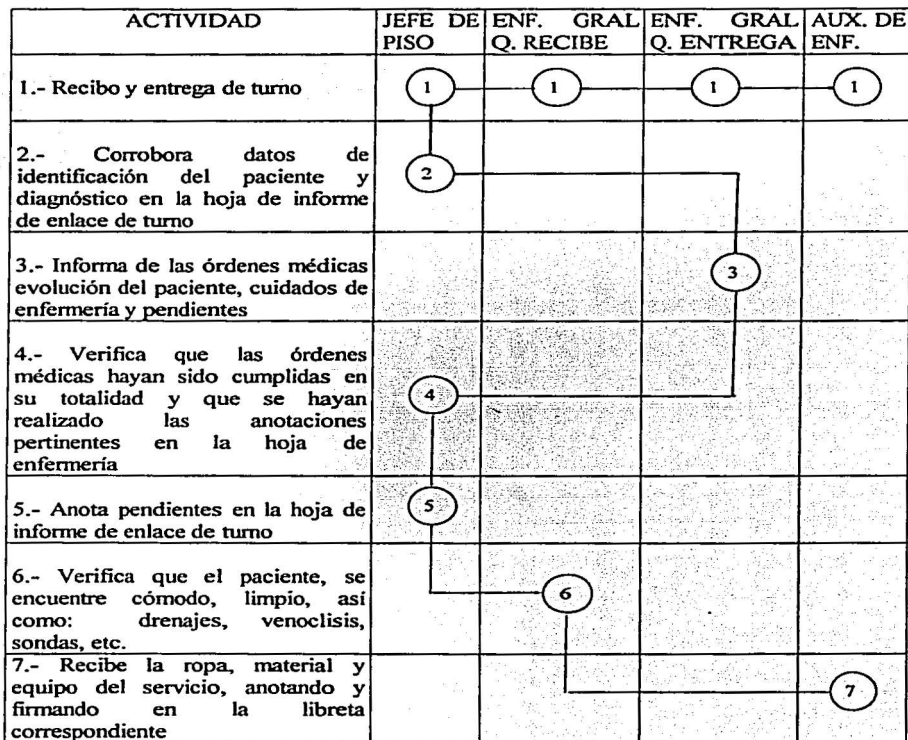 ACTIVIDAD
JEFE DE
PISO
ENF. GRAL
Q. RECIBE
ENF. GRAL
Q. ENTREGA
AUX. DE
ENF.
1.- Recibo y entrega de turno
1
1
1
1
2.- Corrobora datos de
identificación del paciente y
diagnóstico en la hoja de informe
de enlace de turno
2
3.- Informa de las órdenes médicas
evolución del paciente, cuidados de
enfermería y pendientes
3
4.- Verifica que las órdenes
médicas hayan sido cumplidas en
su totalidad y que se hayan
realizado las anotaciones
pertinentes en la hoja de
enfermería
4
5.- Anota pendientes en la hoja de
informe de enlace de turno
5
6.- Verifica que el paciente, se
encuentre cómodo, limpio, así
como: drenajes, venoclisis,
sondas, etc.
6
7.- Recibe la ropa, material y
equipo del servicio, anotando y
firmando en la libreta
correspondiente
7